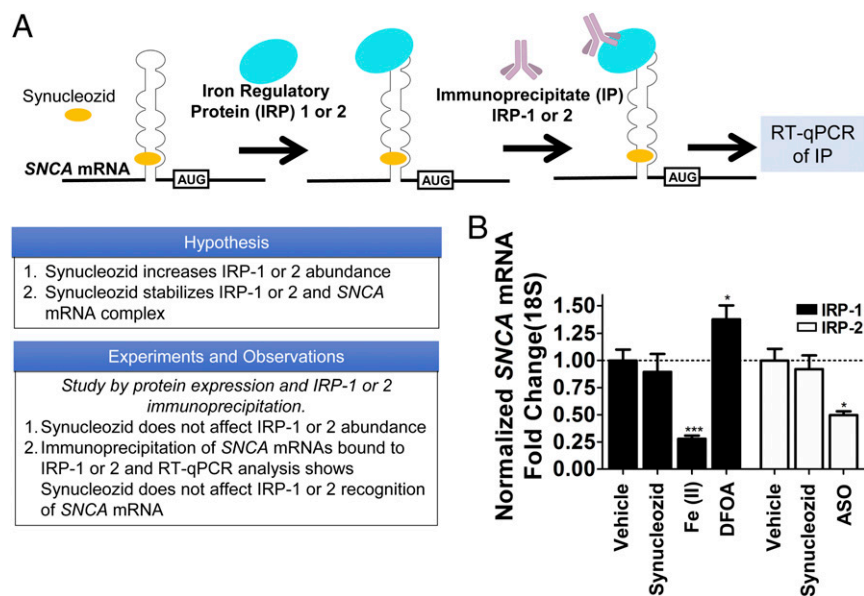 A
Synucleozid
Iron Regulatory
Protein (IRP) 1 or 2
Immunoprecipitate (IP)
IRP-1 or 2
RT-qPCR
of IP
SNCA mRNA
AUG
AUG
AUG
Hypothesis
1. Synucleozid increases IRP-1 or 2 abundance
2. Synucleozid stabilizes IRP-1 or 2 and SNCA
mRNA complex
Experiments and Observations
Study by protein expression and IRP-1 or 2
immunoprecipitation.
1. Synucleozid does not affect IRP-1 or 2 abundance
2. Immunoprecipitation of SNCA mRNAs bound to
IRP-1 or 2 and RT-qPCR analysis shows
Synucleozid does not affect IRP-1 or 2 recognition
of SNCA mRNA
B
Normalized SNCA mRNA
Fold Change(18S)
1.50
1.25
1.00
0.75
0.50
0.25
0.00
*
***
*
IRP-1
IRP-2
Vehicle
Synucleozid
Fe (II)
DFOA
Vehicle
Synucleozid
ASO